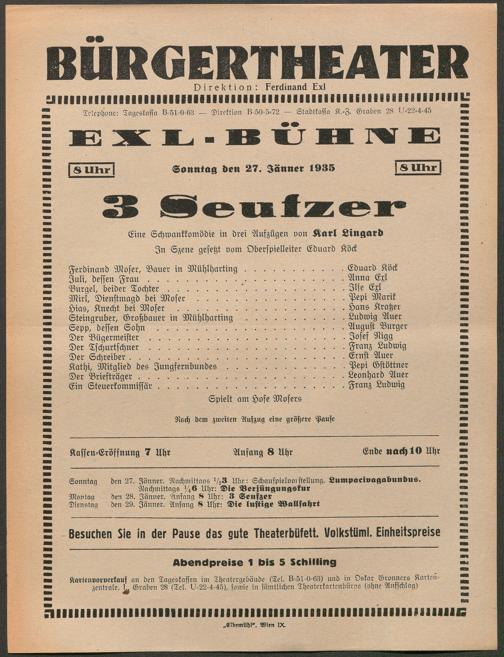 BÜRGERTHEATER
Direktion: Ferdinand Exl
Telephone: Tageskassa B-51-0-63 — Direktion B-50-5-72 — Stadtkassa K.-J. Graben 28 U-22-4-45
EXL-BÜHNE
8 Uhr Sonntag den 27. Jänner 1935 8 Uhr
3 Seufzer
Eine Schwankkomödie in drei Aufzügen von Karl Lingard
In Szene gesetzt vom Oberspielleiter Eduard Köck
Ferdinand Moser, Bauer in Mühlharting . . . . . Eduard Köck
Juli, dessen Frau . . . . . Anna Exl
Burgel, beider Tochter . . . . . Ilse Exl
Mirl, Dienstmagd bei Moser . . . . . Pepi Marik
Hias, Knecht bei Moser . . . . . Hans Kratzer
Steingruber, Großbauer in Mühlharting . . . . . Ludwig Auer
Sepp, dessen Sohn . . . . . August Burger
Der Bürgermeister . . . . . Josef Nigg
Der Tschurtschner . . . . . Franz Ludwig
Der Schreiber . . . . . Ernst Auer
Kathi, Mitglied des Jungfernbundes . . . . . Pepi Gstöttner
Der Briefträger . . . . . Leonhard Auer
Ein Steuerkommissär . . . . . Franz Ludwig
Spielt am Hofe Mosers
Nach dem zweiten Aufzug eine größere Pause
Kassen-Eröffnung 7 Uhr Anfang 8 Uhr Ende nach 10 Uhr
Sonntag den 27. Jänner. Nachmittags ½3 Uhr: Schauspielvorstellung. Lumpacivagabundus.
Nachmittags ½6 Uhr: Die Verjüngungskur
Montag den 28. Jänner. Anfang 8 Uhr: 3 Seufzer
Dienstag den 29. Jänner. Anfang 8 Uhr: Die lustige Wallfahrt
Besuchen Sie in der Pause das gute Theaterbüfett. Volkstüml. Einheitspreise
Abendpreise 1 bis 5 Schilling
Kartenvorverkauf an den Tageskassen im Theatergebäude (Tel. B-51-0-63) und in Oskar Gronners Karten-
zentrale, I., Graben 28 (Tel. U-22-4-45), sowie in sämtlichen Theaterkartenbüros (ohne Aufschlag)
„Elbemühl", Wien IX.